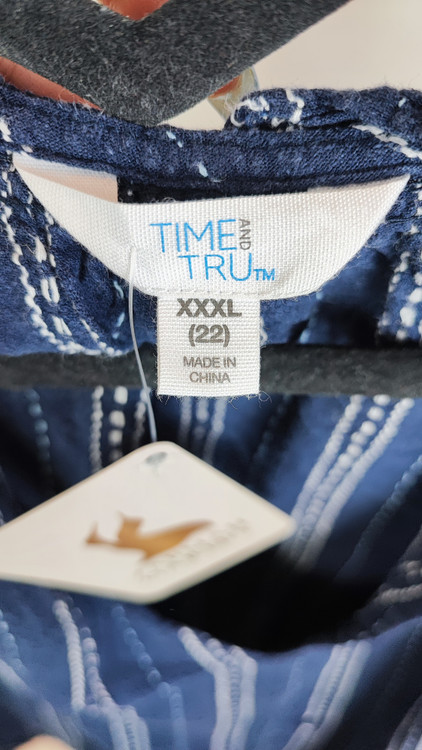 TIME AND
TRU™
XXXL
(22)
MADE IN
CHINA